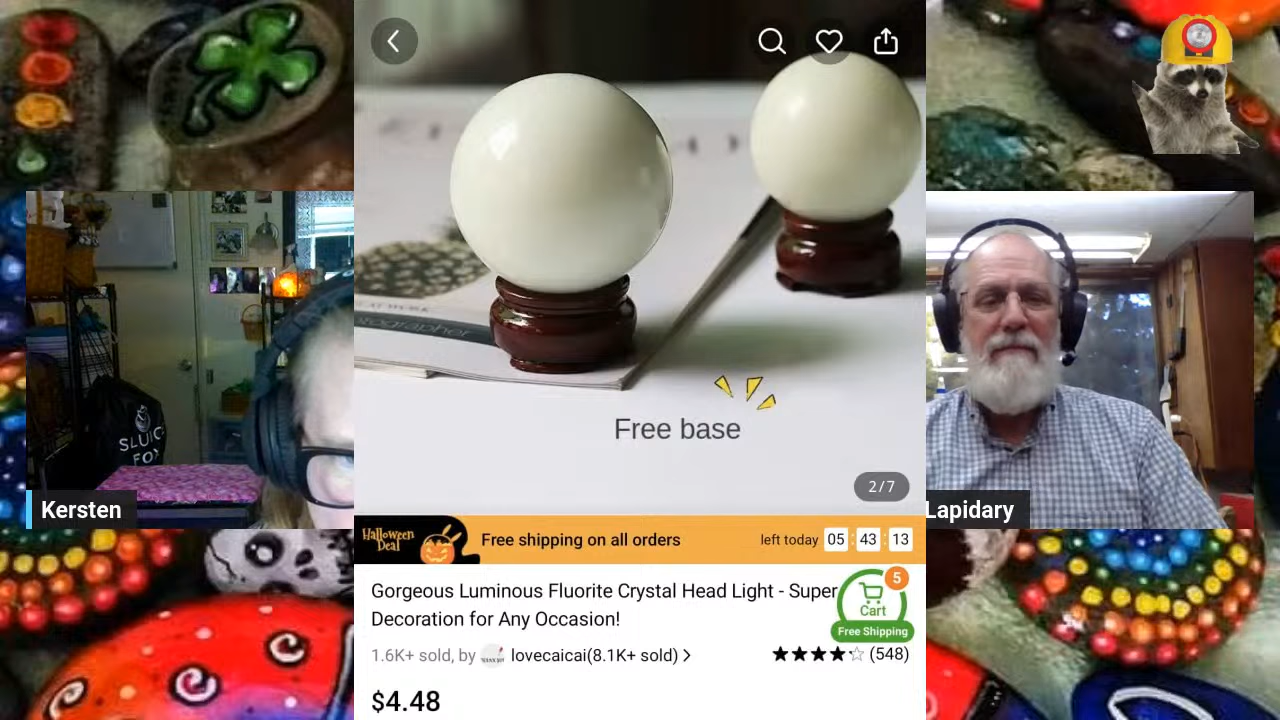 Free base
2/7
Halloween
Deal
Free shipping on all orders
left today 05 : 43 : 13
Gorgeous Luminous Fluorite Crystal Head Light - Super
Decoration for Any Occasion!
5
Cart
Free Shipping
1.6K+ sold, by lovecaicai(8.1K+ sold)
(548)
$4.48
SLUIC
FOX
Kersten
Lapidary